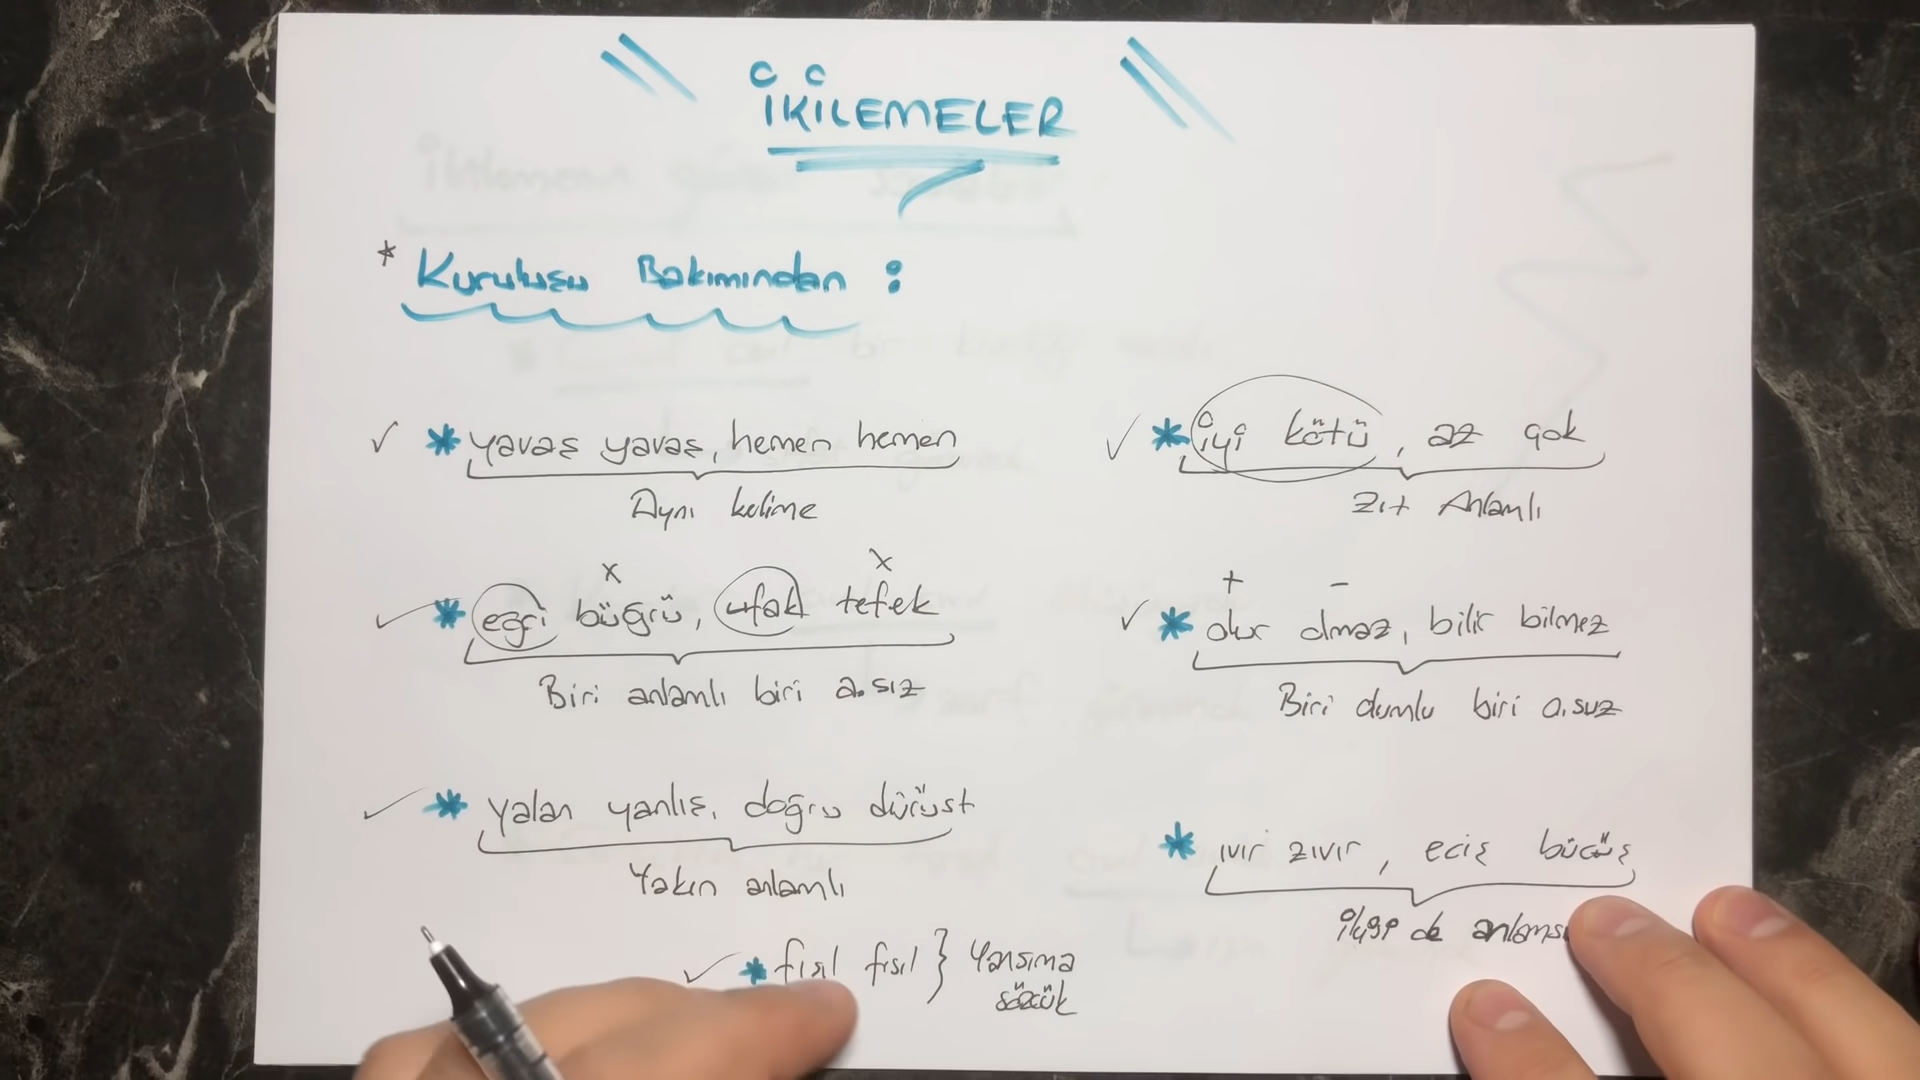 İKİLEMELER
* Kuruluşu Bakımından :
✓ * yavaş yavaş, hemen hemen
Aynı kelime
x x
✓ * eğri büğrü, ufak tefek
Biri anlamlı biri a.sız
✓ * yalan yanlış, doğru dürüst
Yakın anlamlı
✓ * fısıl fısıl } Yansıma
sözcük
✓ * iyi kötü, az çok
Zıt Anlamlı
+ -
✓ * olur olmaz, bilir bilmez
Biri olumlu biri o.suz
* ıvır zıvır, eciş bücüş
İkisi de